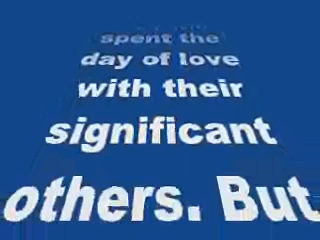 spent the
day of love
with their
significant
others. But